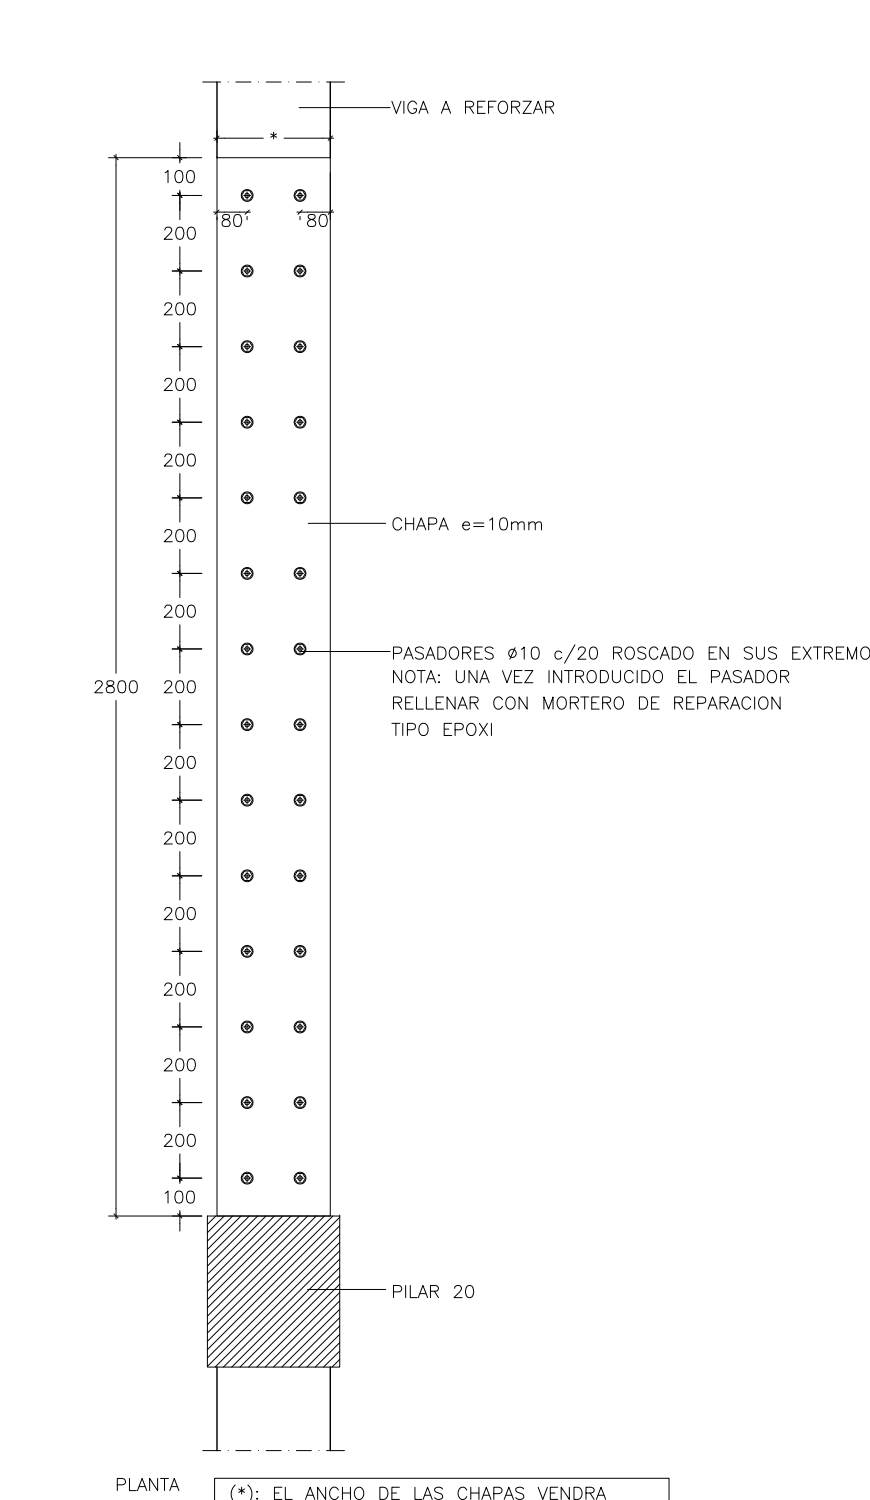 VIGA A REFORZAR
*
100
80 80
200
200
200
200
CHAPA e=10mm
200
200
PASADORES ø10 c/20 ROSCADO EN SUS EXTREMO
NOTA: UNA VEZ INTRODUCIDO EL PASADOR
2800 200
RELLENAR CON MORTERO DE REPARACION
TIPO EPOXI
200
200
200
200
200
200
100
PILAR 20
PLANTA
(*): EL ANCHO DE LAS CHAPAS VENDRA